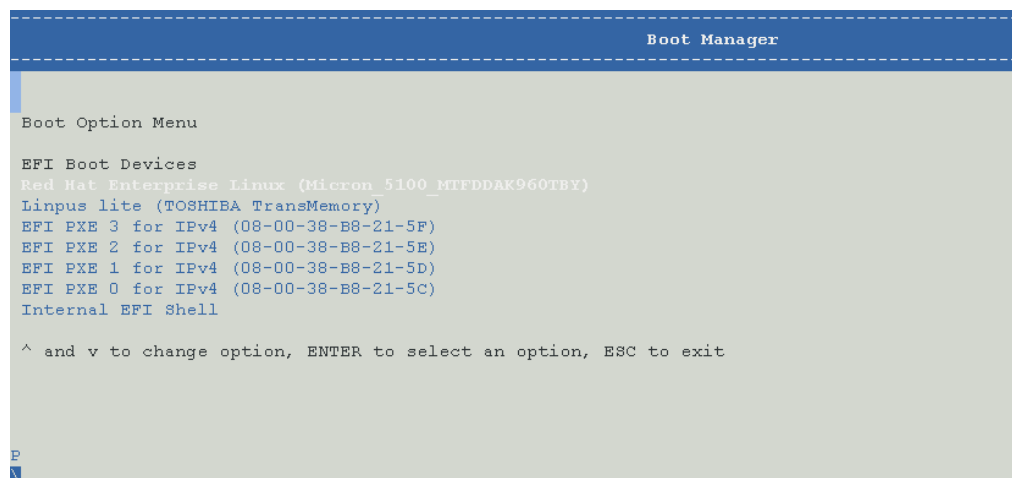 Boot Manager
Boot Option Menu
EFI Boot Devices
Red Hat Enterprise Linux (Micron_5100_MTFDDAK960TBY)
Linpus lite (TOSHIBA TransMemory)
EFI PXE 3 for IPv4 (08-00-38-B8-21-5F)
EFI PXE 2 for IPv4 (08-00-38-B8-21-5E)
EFI PXE 1 for IPv4 (08-00-38-B8-21-5D)
EFI PXE 0 for IPv4 (08-00-38-B8-21-5C)
Internal EFI Shell
^ and v to change option, ENTER to select an option, ESC to exit
P
\